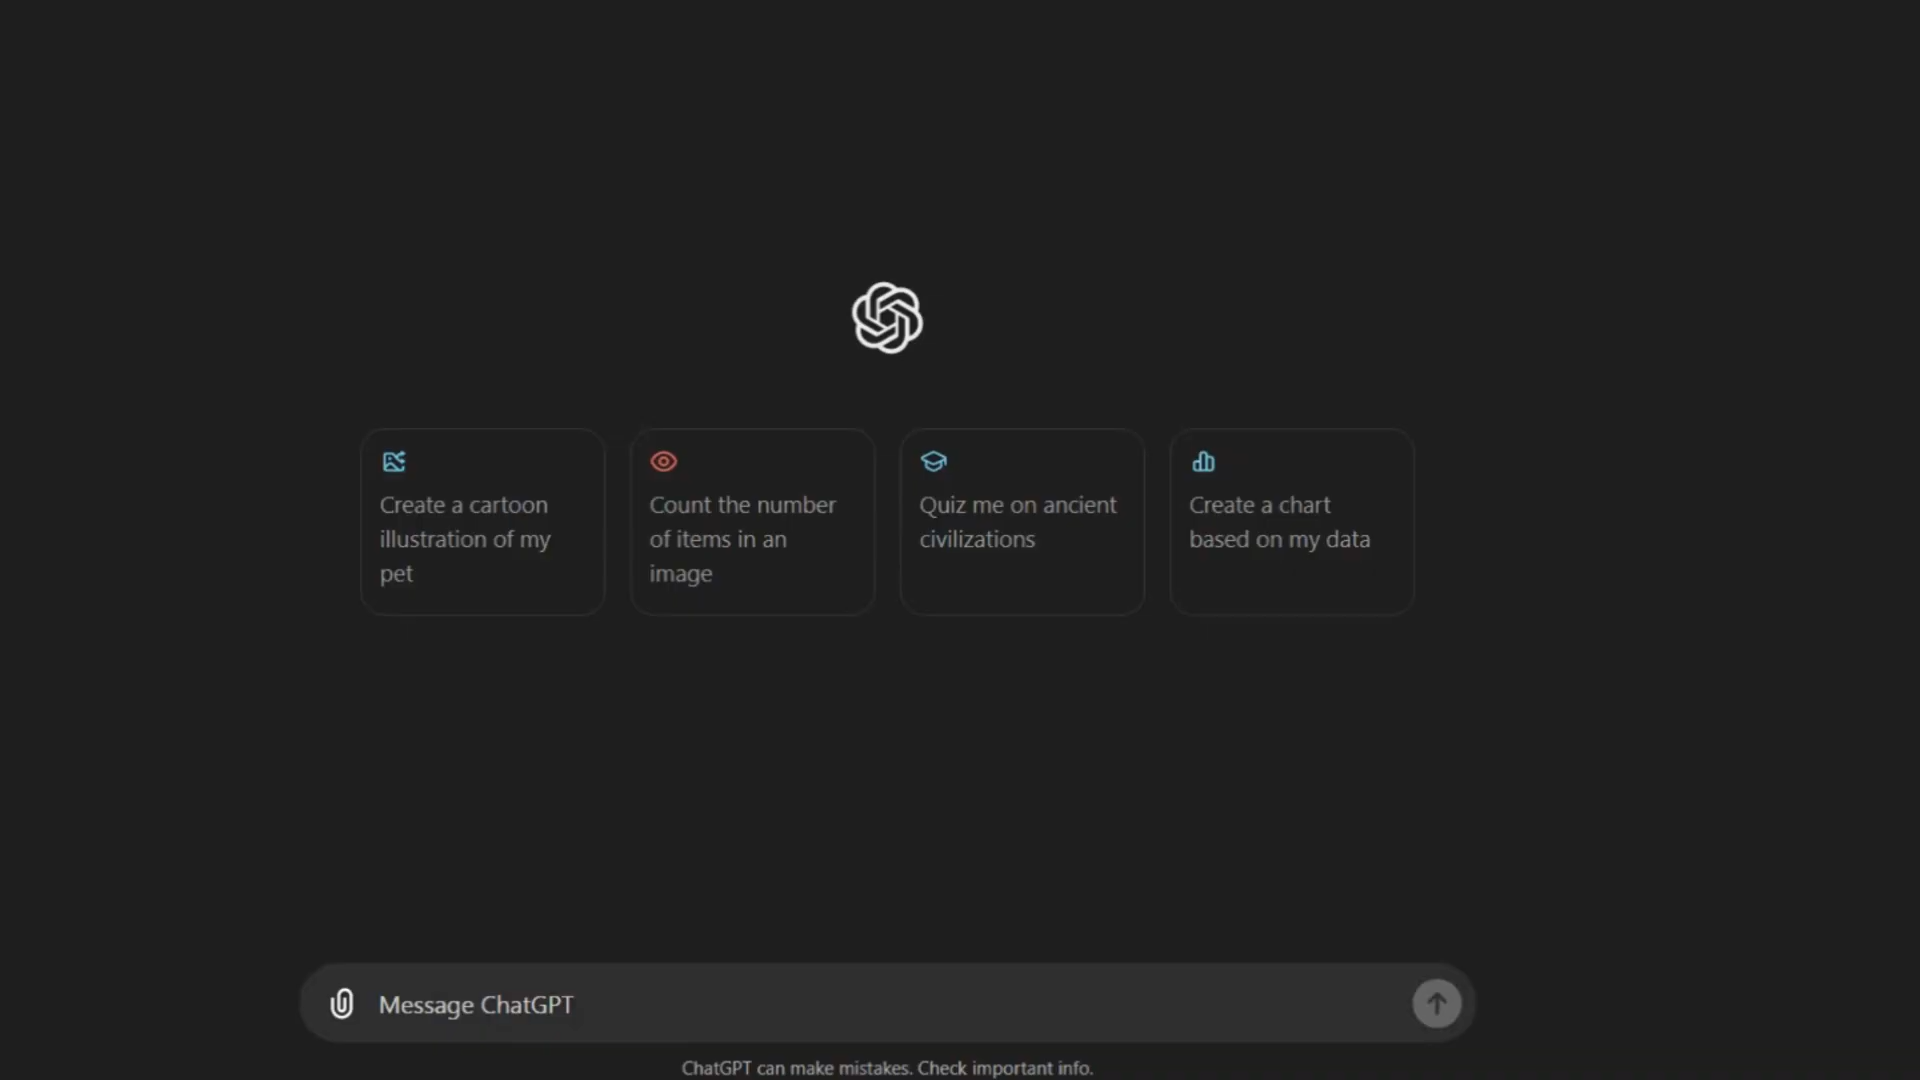 Create a cartoon
illustration of my
pet
Count the number
of items in an
image
Quiz me on ancient
civilizations
Create a chart
based on my data
Message ChatGPT
ChatGPT can make mistakes. Check important info.